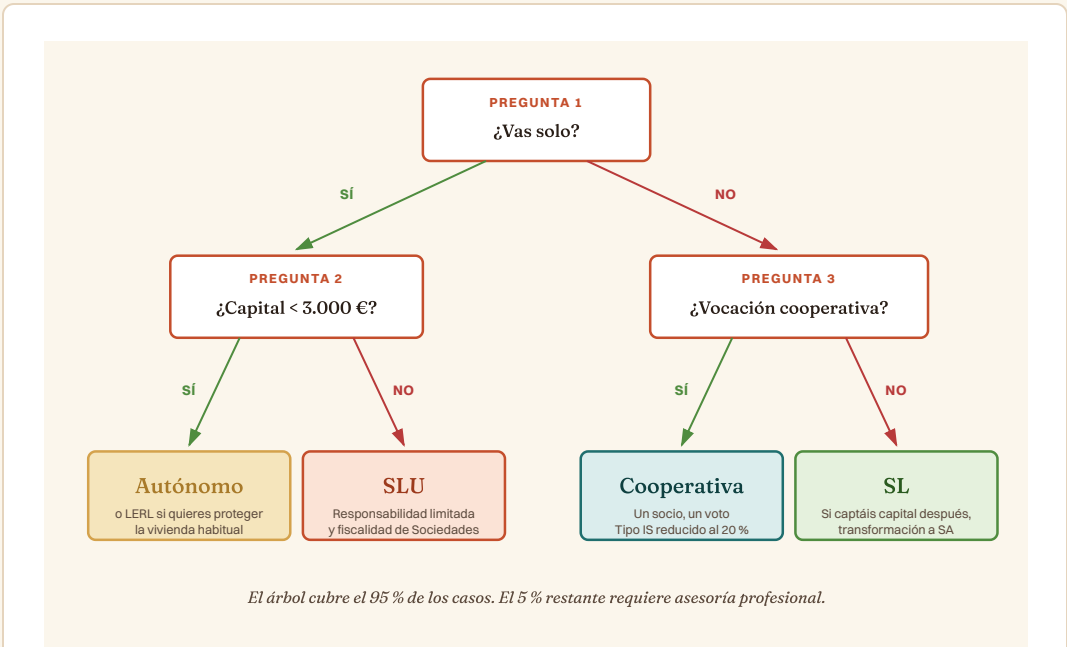 PREGUNTA 1
¿Vas solo?
SÍ
NO
PREGUNTA 2
¿Capital < 3.000 €?
PREGUNTA 3
¿Vocación cooperativa?
SÍ
NO
SÍ
NO
Autónomo
o LERL si quieres proteger
la vivienda habitual
SLU
Responsabilidad limitada
y fiscalidad de Sociedades
Cooperativa
Un socio, un voto
Tipo IS reducido al 20 %
SL
Si captáis capital después,
transformación a SA
El árbol cubre el 95 % de los casos. El 5 % restante requiere asesoría profesional.